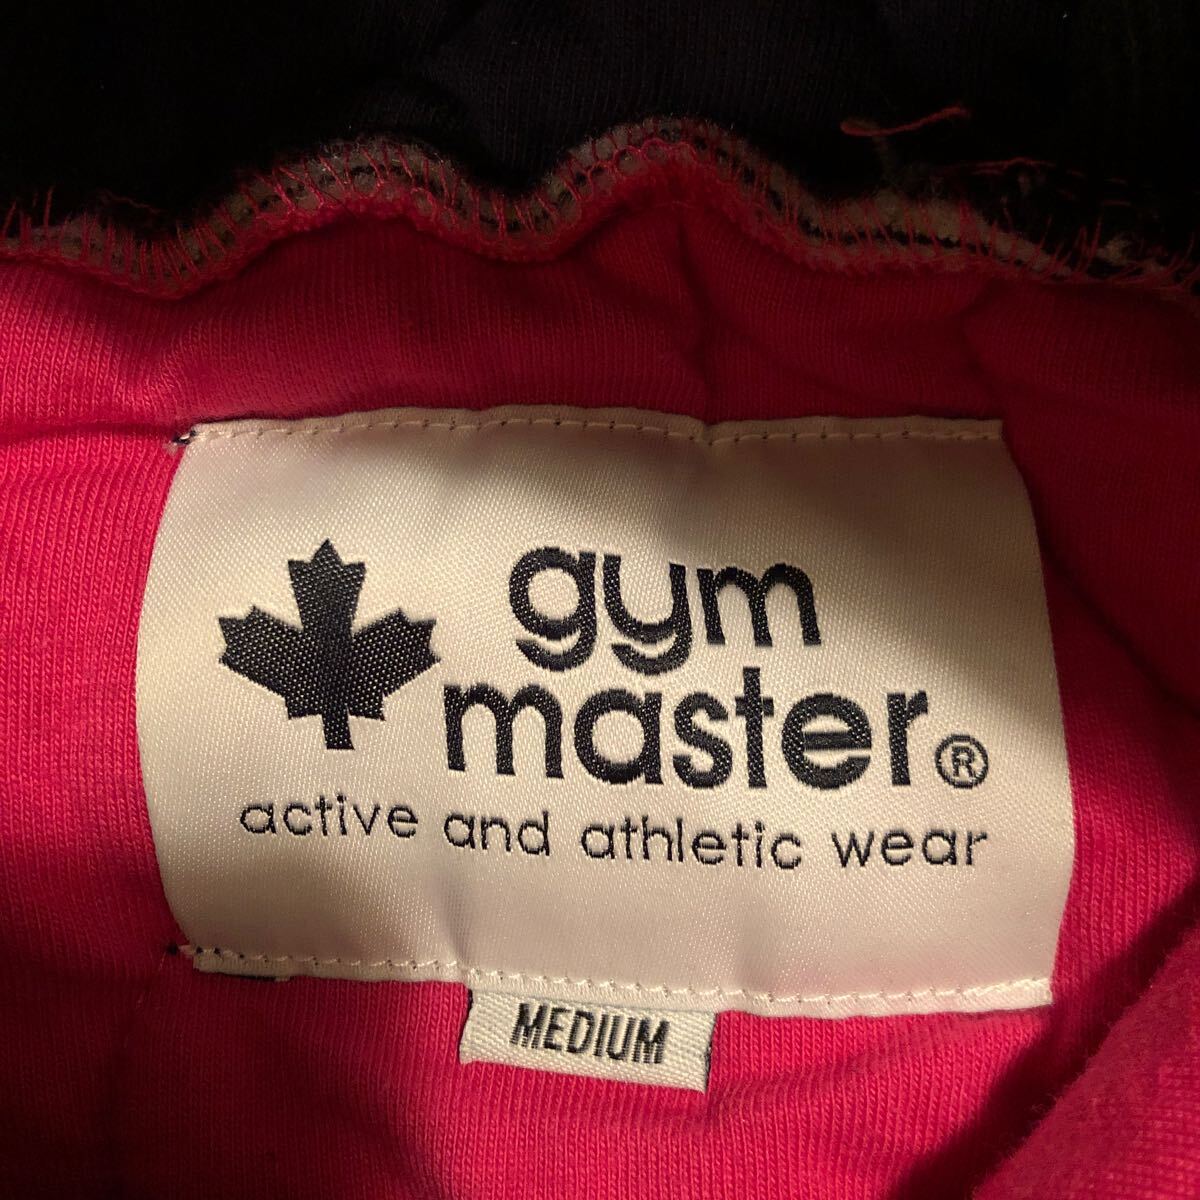 gym
master®
active and athletic wear
MEDIUM